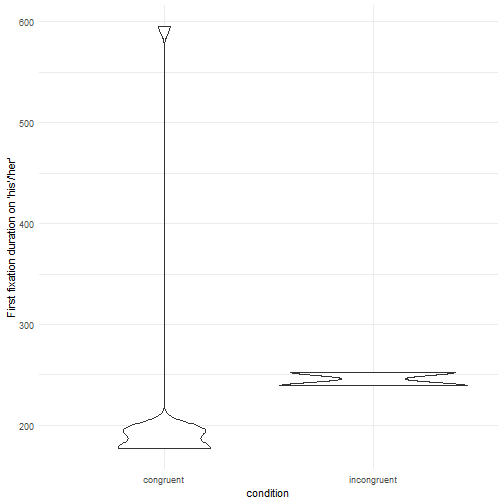 First fixation duration on 'his'/'her'
600
500
400
300
200
congruent
incongruent
condition